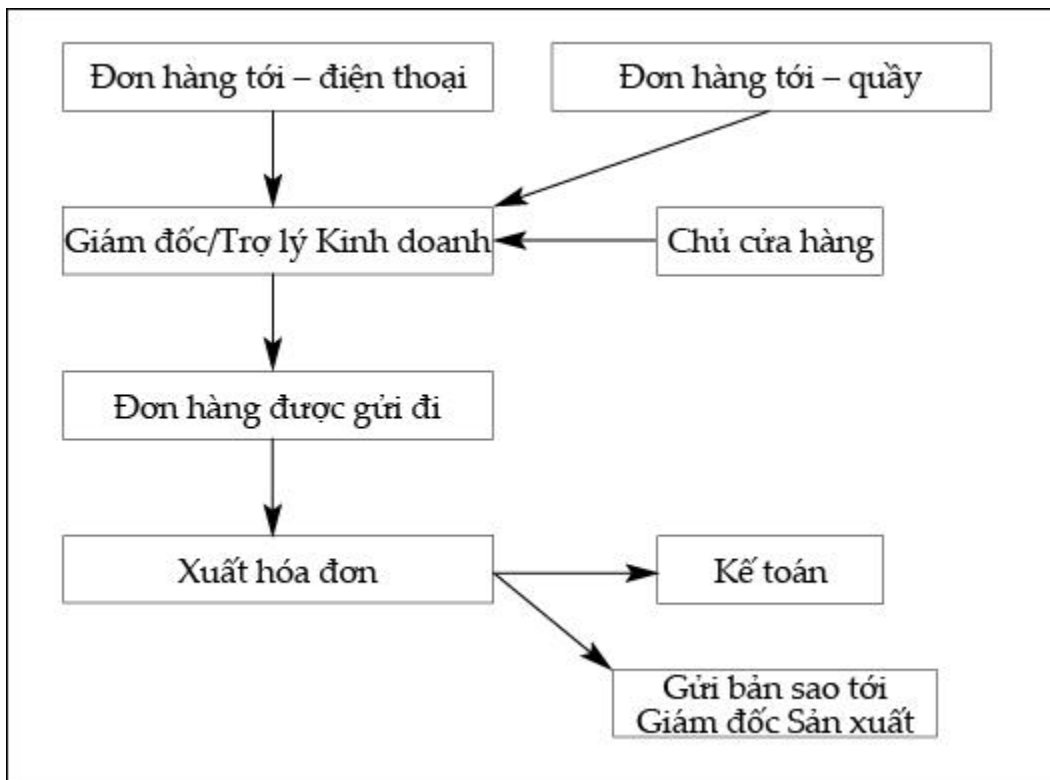 Đơn hàng tới – điện thoại
Đơn hàng tới – quầy
Giám đốc/Trợ lý Kinh doanh
Chủ cửa hàng
Đơn hàng được gửi đi
Xuất hóa đơn
Kế toán
Gửi bản sao tới
Giám đốc Sản xuất